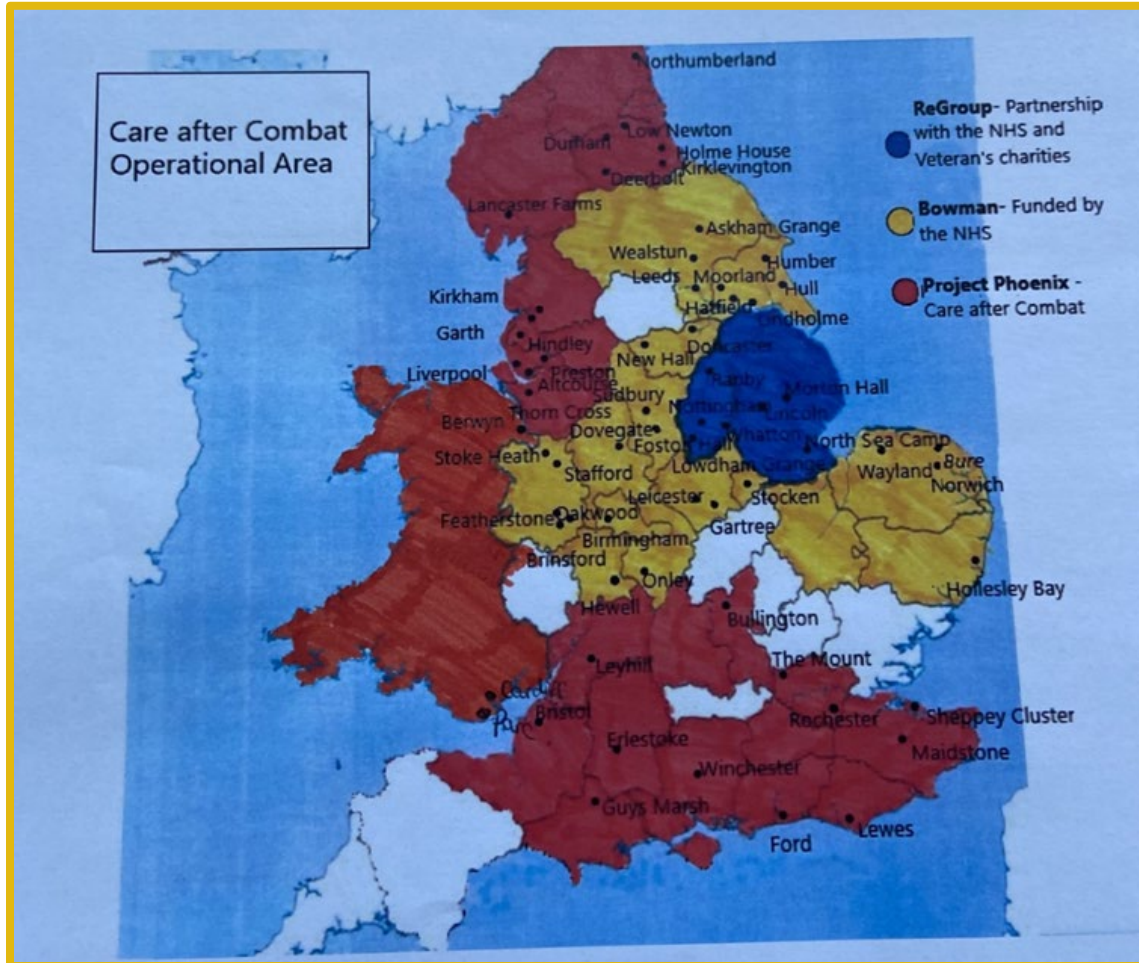 Care after Combat
Operational Area
ReGroup- Partnership
with the NHS and
Veteran's charities
Bowman- Funded by
the NHS
Project Phoenix -
Care after Combat
Northumberland
Low Newton
Durham
Holme House
Kirklevington
Deerbolt
Lancaster Farms
Askham Grange
Wealstun
Humber
Leeds
Moorland
Hull
Kirkham
Hatfield
Lindholme
Garth
Doncaster
Hindley
New Hall
Liverpool
Preston
Ranby
Altcourse
Morton Hall
Sudbury
Thorn Cross
Nottingham
Lincoln
Berwyn
Dovegate
Foston Hall
Whatton
North Sea Camp
Stoke Heath
Stafford
Lowdham Grange
Wayland
Bure
Norwich
Leicester
Stocken
Featherstone
Oakwood
Gartree
Birmingham
Brinsford
Onley
Hollesley Bay
Hewell
Bullington
Leyhill
The Mount
Cardiff
Parc
Bristol
Rochester
Sheppey Cluster
Erlestoke
Maidstone
Winchester
Guys Marsh
Ford
Lewes